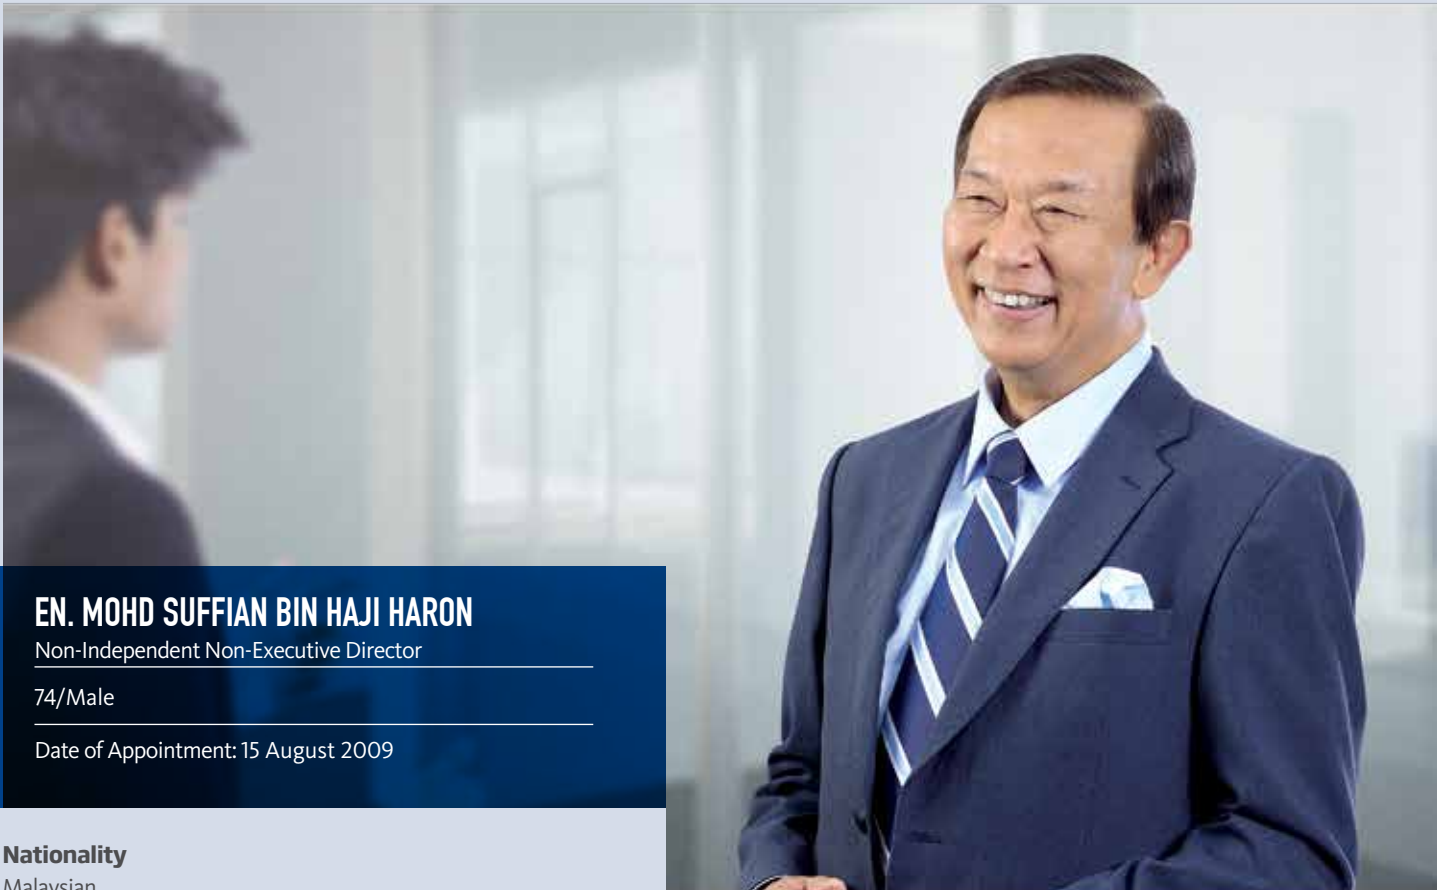 EN. MOHD SUFFIAN BIN HAJI HARON
Non-Independent Non-Executive Director
74/Male
Date of Appointment: 15 August 2009
Nationality
Malaysian